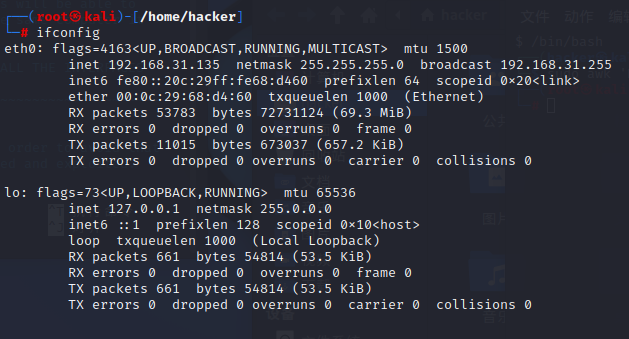 ┌──(root㉿kali)-[/home/hacker]
└─# ifconfig
eth0: flags=4163<UP,BROADCAST,RUNNING,MULTICAST>  mtu 1500
        inet 192.168.31.135  netmask 255.255.255.0  broadcast 192.168.31.255
        inet6 fe80::20c:29ff:fe68:d460  prefixlen 64  scopeid 0x20<link>
        ether 00:0c:29:68:d4:60  txqueuelen 1000  (Ethernet)
        RX packets 53783  bytes 72731124 (69.3 MiB)
        RX errors 0  dropped 0  overruns 0  frame 0
        TX packets 11015  bytes 673037 (657.2 KiB)
        TX errors 0  dropped 0 overruns 0  carrier 0  collisions 0
lo: flags=73<UP,LOOPBACK,RUNNING>  mtu 65536
        inet 127.0.0.1  netmask 255.0.0.0
        inet6 ::1  prefixlen 128  scopeid 0x10<host>
        loop  txqueuelen 1000  (Local Loopback)
        RX packets 661  bytes 54814 (53.5 KiB)
        RX errors 0  dropped 0  overruns 0  frame 0
        TX packets 661  bytes 54814 (53.5 KiB)
        TX errors 0  dropped 0 overruns 0  carrier 0  collisions 0
hacker
文件 动作
$ /bin/bash